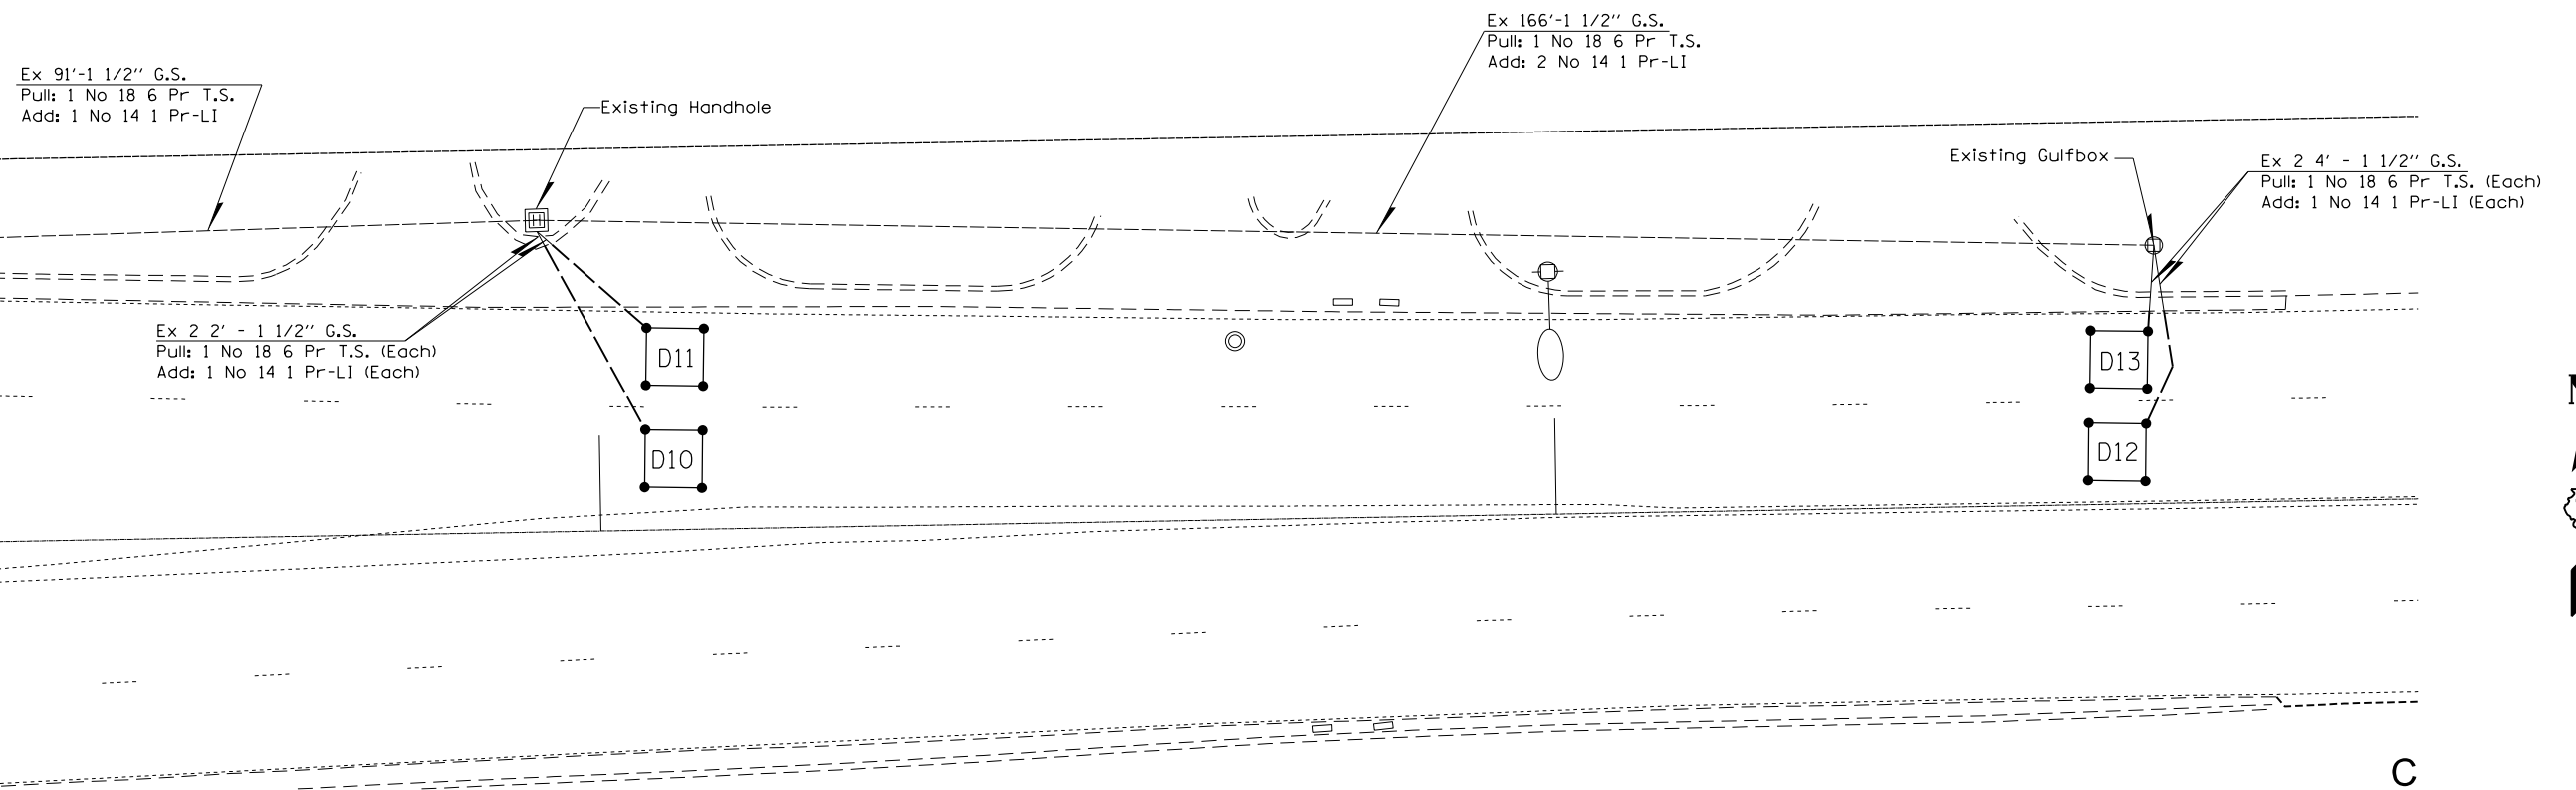 Ex 166'-1 1/2" G.S.
Pull: 1 No 18 6 Pr T.S.
Add: 2 No 14 1 Pr-LI
Ex 91'-1 1/2" G.S.
Pull: 1 No 18 6 Pr T.S.
Add: 1 No 14 1 Pr-LI
Existing Handhole
Existing Gulfbox
Ex 2 4' - 1 1/2" G.S.
Pull: 1 No 18 6 Pr T.S. (Each)
Add: 1 No 14 1 Pr-LI (Each)
H
Ex 2 2' - 1 1/2" G.S.
Pull: 1 No 18 6 Pr T.S. (Each)
Add: 1 No 14 1 Pr-LI (Each)
D11
D13
D10
D12
C